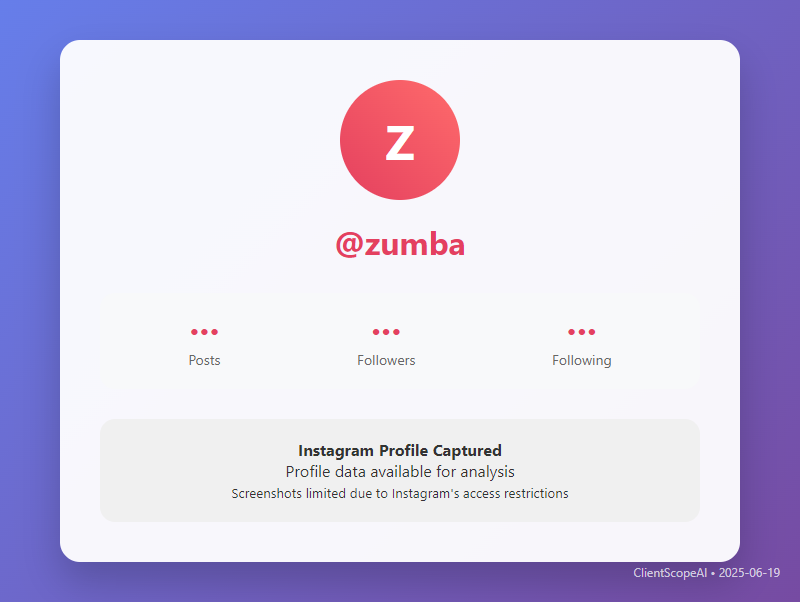 Z
@zumba
••• ••• •••
Posts Followers Following
Instagram Profile Captured
Profile data available for analysis
Screenshots limited due to Instagram's access restrictions
ClientScopeAI • 2025-06-19